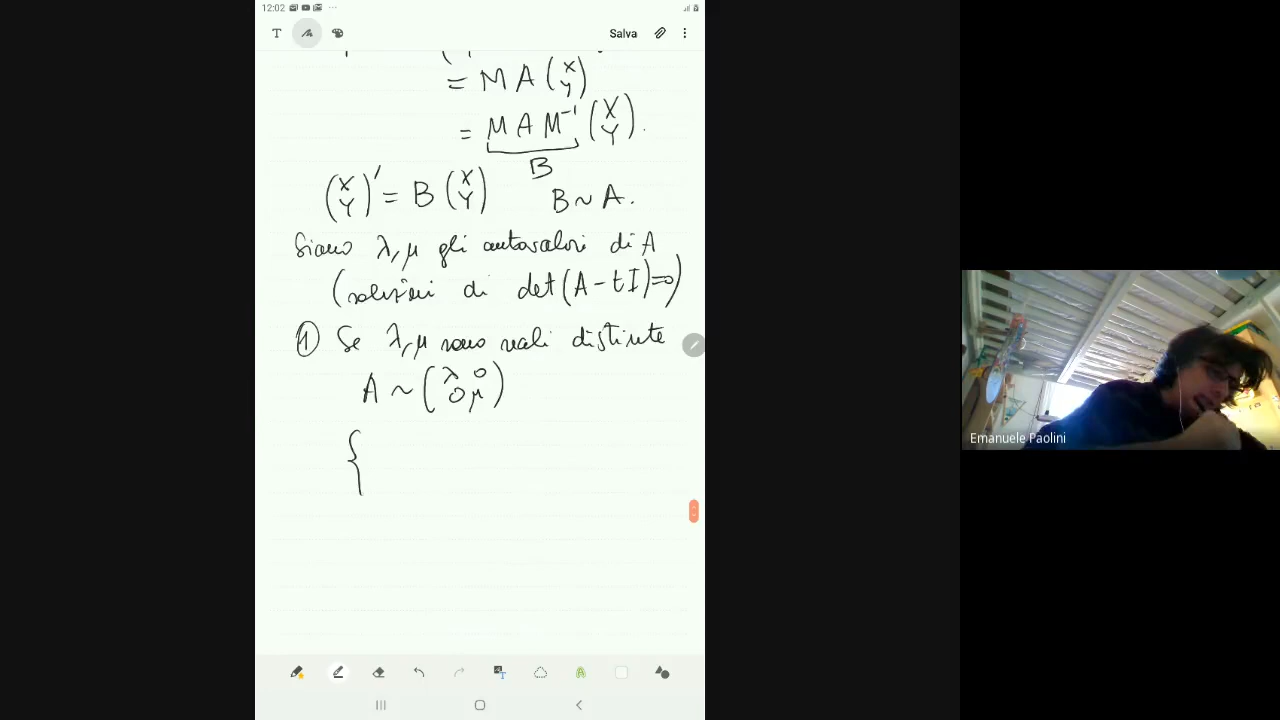 12:02
T
Salva
= M A (x y)
= M A M⁻¹ (X Y).
B
(X Y)' = B (X Y) B ~ A.
Siano λ, μ gli autovalori di A
(soluzioni di det(A - tI)=0)
① Se λ, μ sono reali distinte
A ~ (λ 0 0 μ)
{
Emanuele Paolini